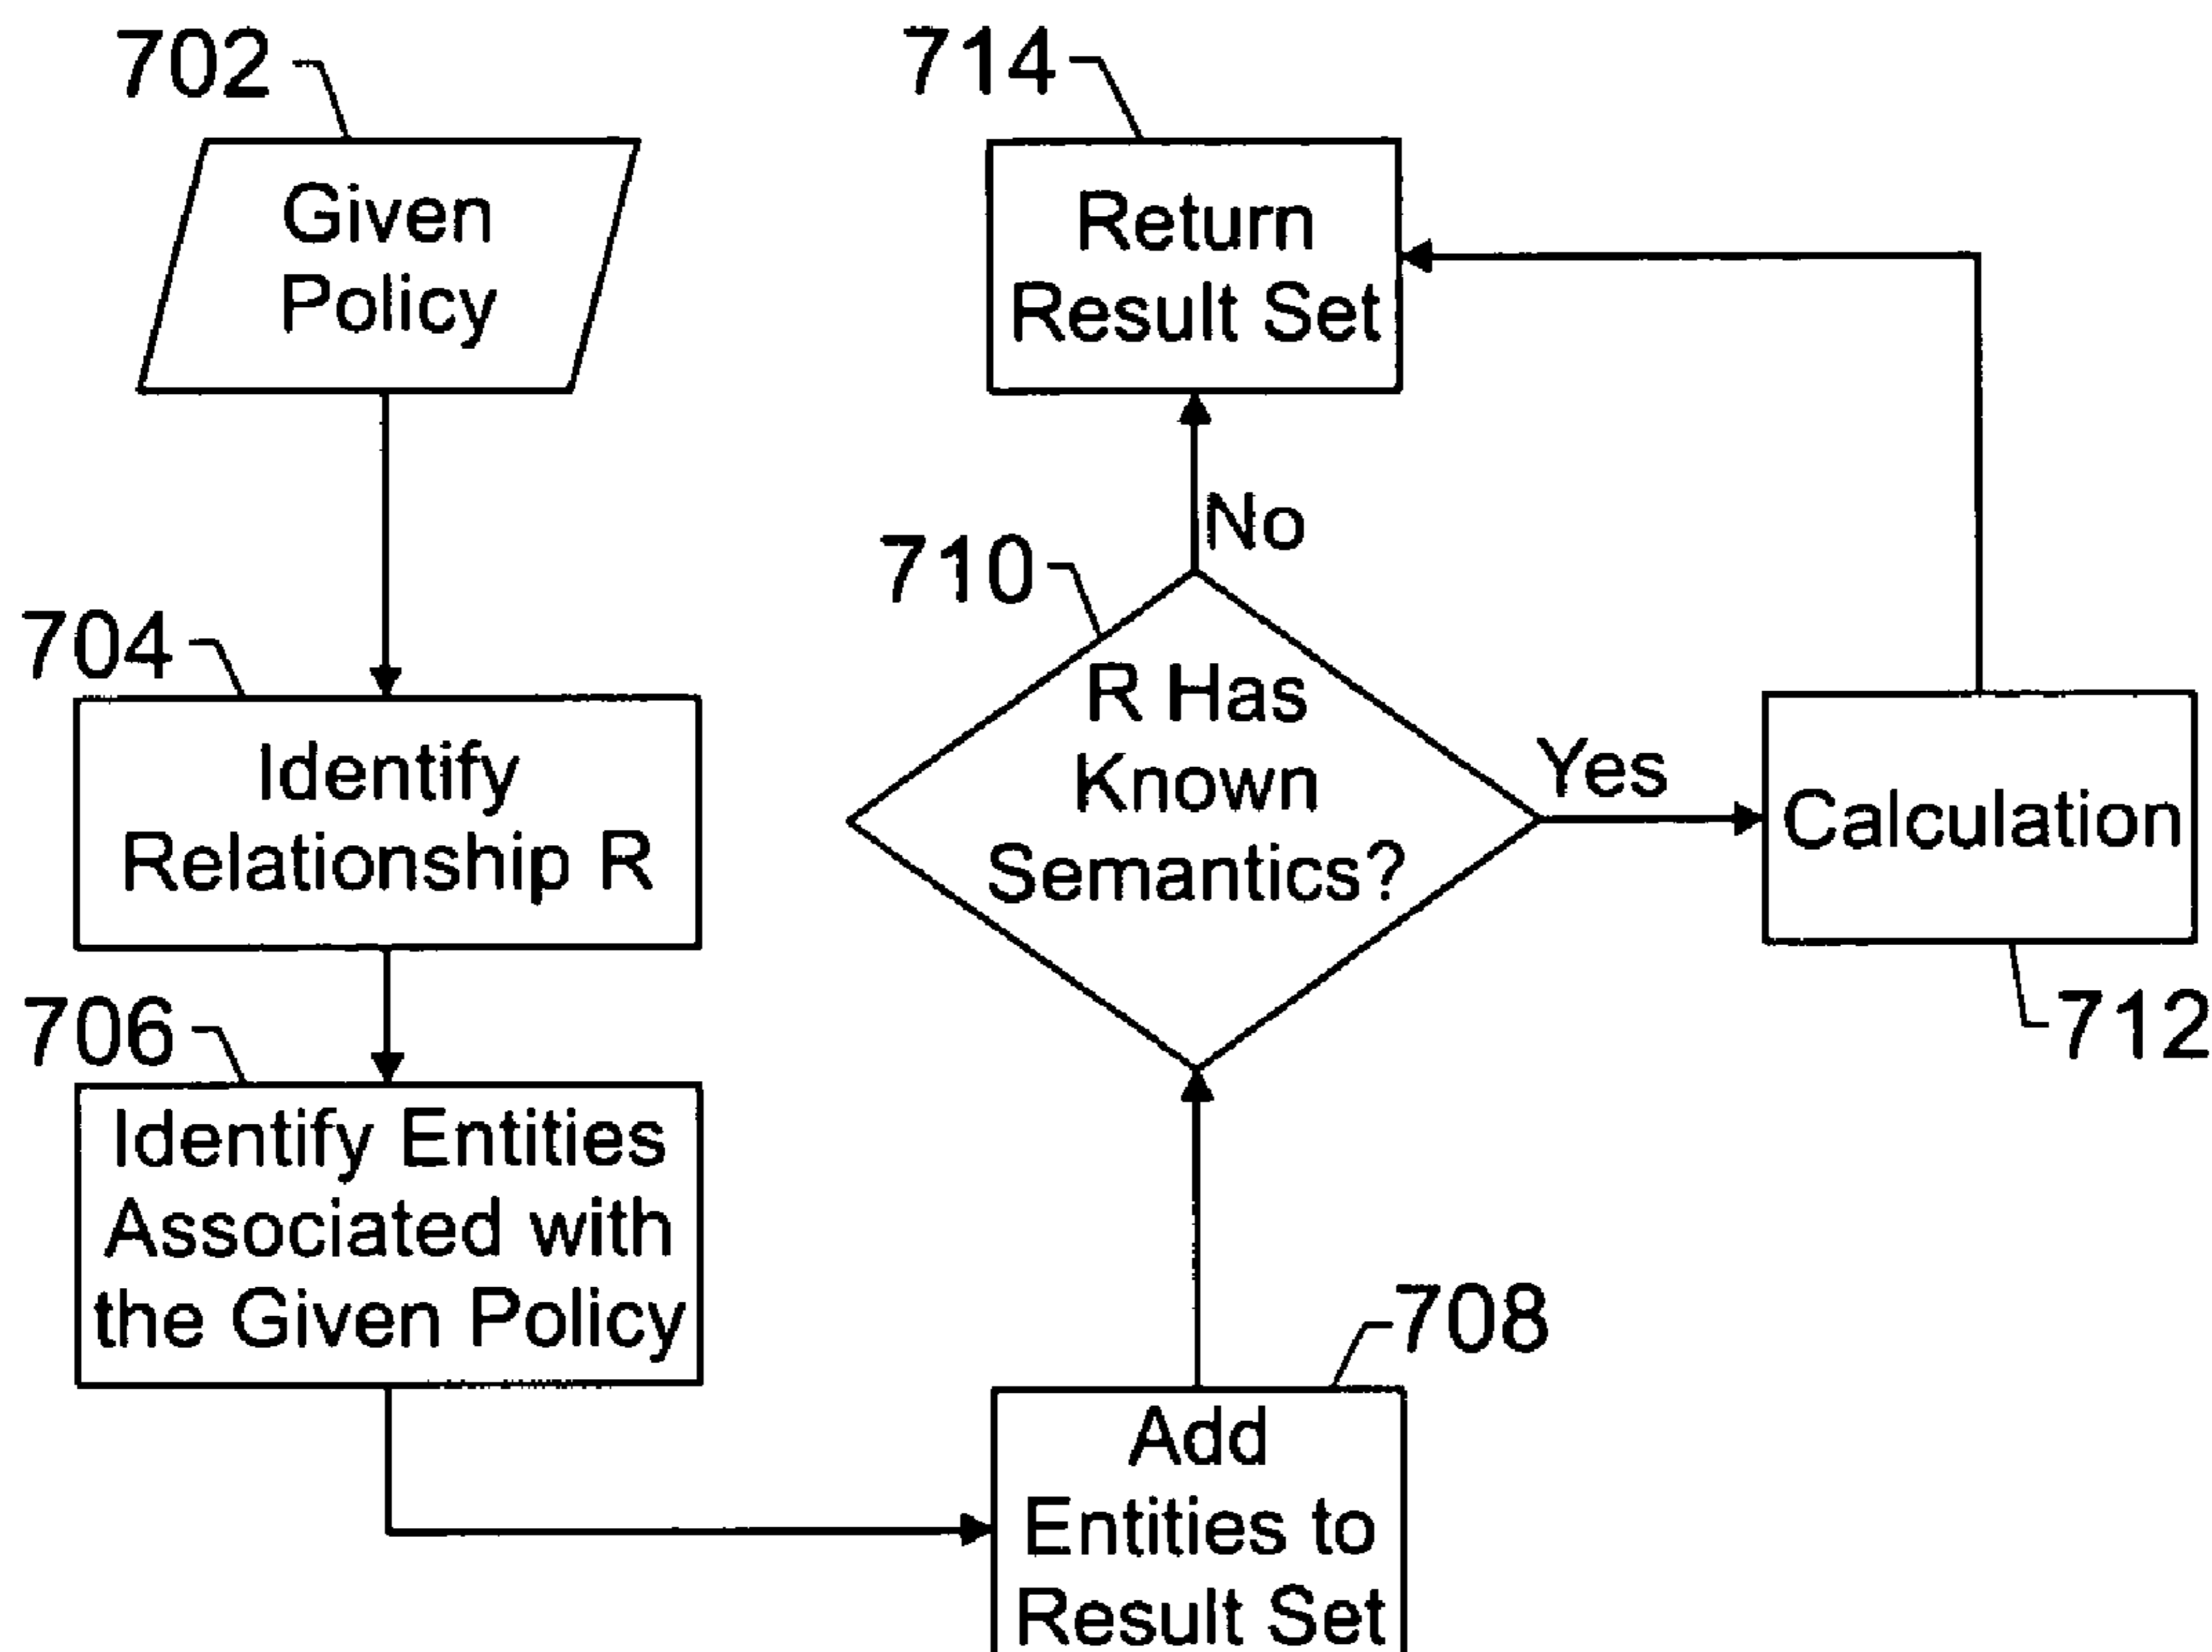 702
Given
Policy
704
Identify
Relationship R
706
Identify Entities
Associated with
the Given Policy
708
Add
Entities to
Result Set
710
R Has
Known
Semantics?
No
Yes
712
Calculation
714
Return
Result Set